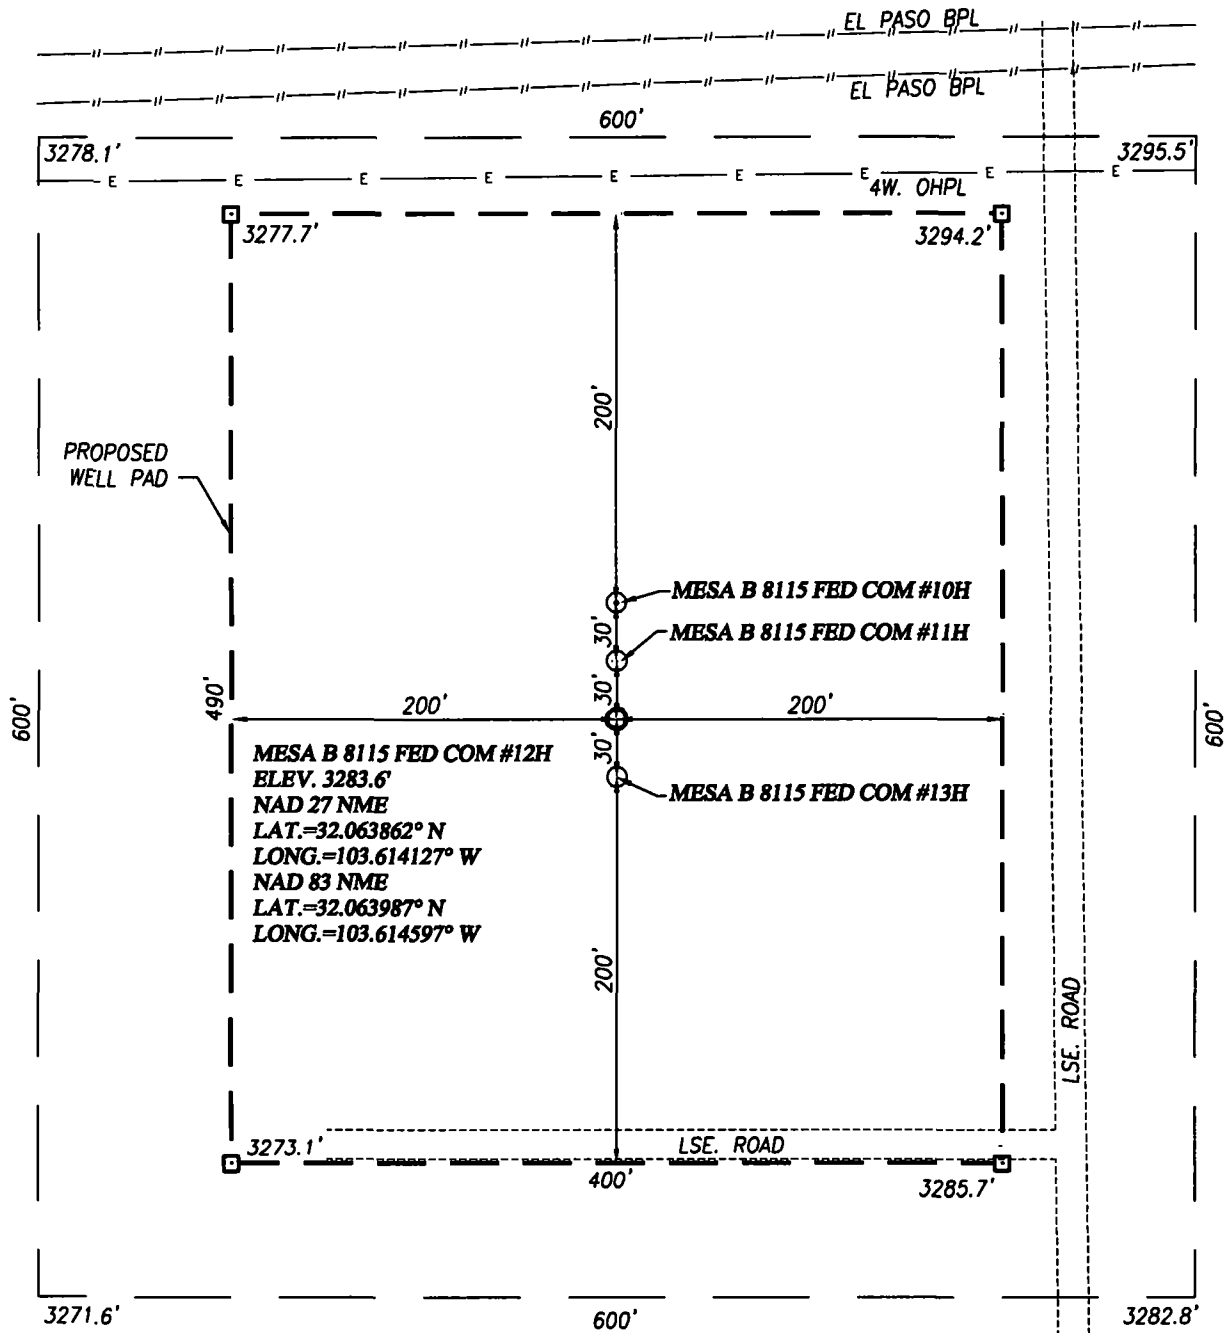 EL PASO BPL
EL PASO BPL
600'
3278.1'
3295.5'
E E E E E E E E E
4W. OHPL
3277.7'
3294.2'
200'
PROPOSED
WELL PAD
MESA B 8115 FED COM #10H
30'
MESA B 8115 FED COM #11H
30'
490'
600'
600'
200'
200'
30'
MESA B 8115 FED COM #12H
ELEV. 3283.6'
NAD 27 NME
LAT.=32.063862° N
LONG.=103.614127° W
NAD 83 NME
LAT.=32.063987° N
LONG.=103.614597° W
MESA B 8115 FED COM #13H
200'
LSE. ROAD
3273.1'
LSE. ROAD
400'
3285.7'
3271.6'
600'
3282.8'